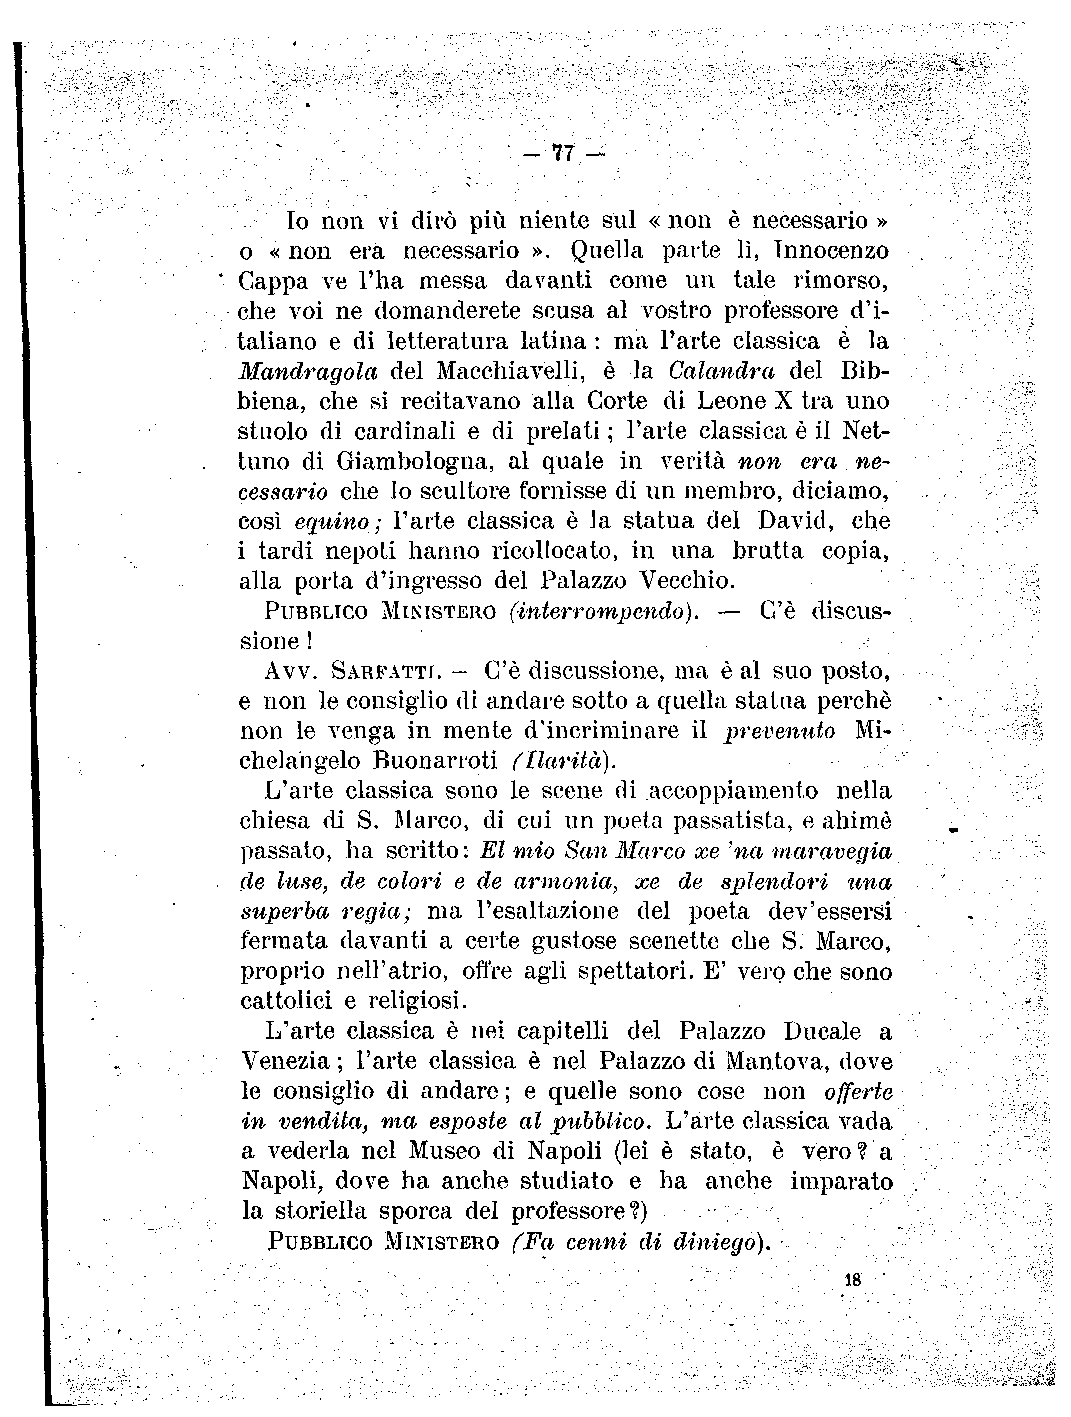 — 77 —
Io non vi dirò più niente sul « non è necessario »
o « non era necessario ». Quella parte lì, Innocenzo
Cappa ve l'ha messa davanti come un tale rimorso,
che voi ne domanderete scusa al vostro professore d'i-
taliano e di letteratura latina : ma l'arte classica è la
Mandragola del Macchiavelli, è la Calandra del Bib-
biena, che si recitavano alla Corte di Leone X tra uno
stuolo di cardinali e di prelati ; l'arte classica è il Net-
tuno di Giambologna, al quale in verità non era ne-
cessario che lo scultore fornisse di un membro, diciamo,
così equino ; l'arte classica è la statua del David, che
i tardi nepoti hanno ricollocato, in una brutta copia,
alla porta d'ingresso del Palazzo Vecchio.
PUBBLICO MINISTERO (interrompendo). — C'è discus-
sione !
AVV. SARFATTI. — C'è discussione, ma è al suo posto,
e non le consiglio di andare sotto a quella statua perchè
non le venga in mente d'incriminare il prevenuto Mi-
chelangelo Buonarroti (Ilarità).
L'arte classica sono le scene di accoppiamento nella
chiesa di S. Marco, di cui un poeta passatista, e ahimè
passato, ha scritto : El mio San Marco xe 'na maravegia
de luse, de colori e de armonia, xe de splendori una
superba regia ; ma l'esaltazione del poeta dev'essersi
fermata davanti a certe gustose scenette che S. Marco,
proprio nell'atrio, offre agli spettatori. E' vero che sono
cattolici e religiosi.
L'arte classica è nei capitelli del Palazzo Ducale a
Venezia ; l'arte classica è nel Palazzo di Mantova, dove
le consiglio di andare ; e quelle sono cose non offerte
in vendita, ma esposte al pubblico. L'arte classica vada
a vederla nel Museo di Napoli (lei è stato, è vero ? a
Napoli, dove ha anche studiato e ha anche imparato
la storiella sporca del professore ?)
PUBBLICO MINISTERO (Fa cenni di diniego).
18